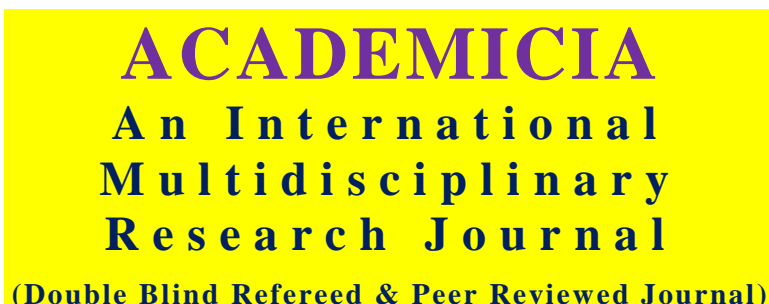 ACADEMICIA
An International
Multidisciplinary
Research Journal
(Double Blind Refereed & Peer Reviewed Journal)